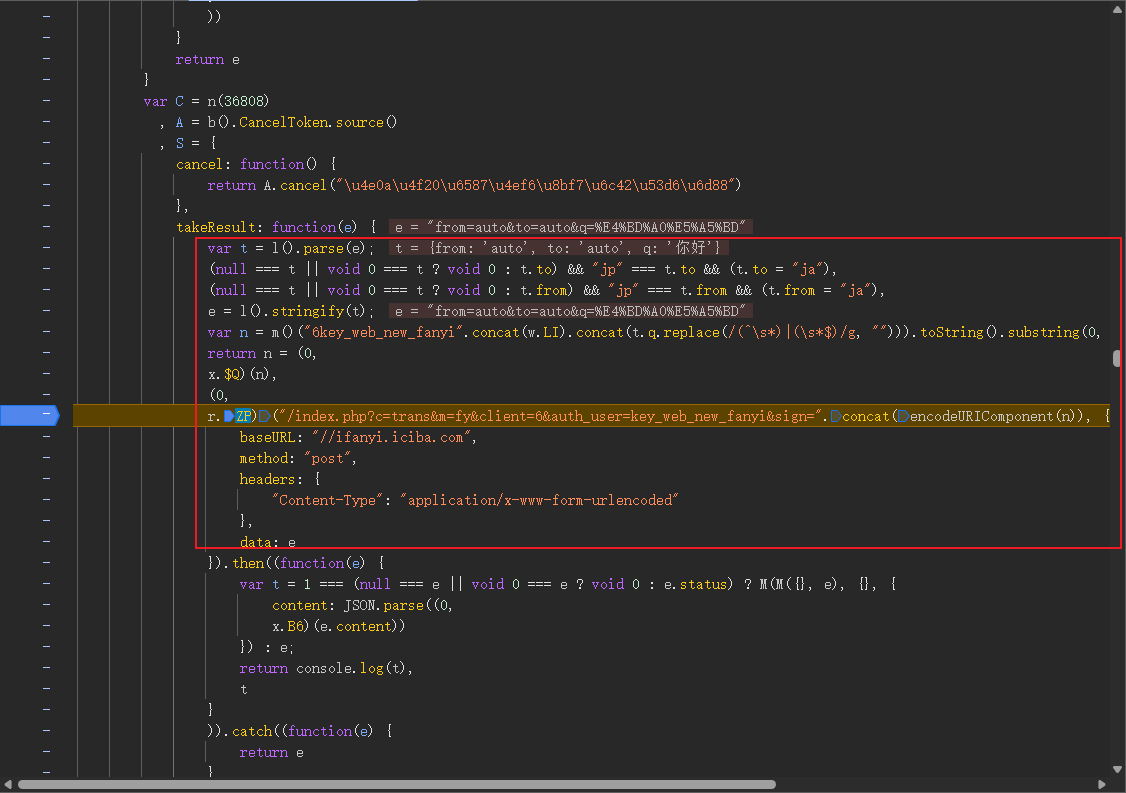 ))
}
return e
}
var C = n(36808)
, A = b().CancelToken.source()
, S = {
cancel: function() {
return A.cancel("\u4e0a\u4f20\u6587\u4ef6\u8bf7\u6c42\u53d6\u6d88")
},
takeResult: function(e) { e = "from=auto&to=auto&q=%E4%BD%A0%E5%A5%BD"
var t = l().parse(e); t = {from: 'auto', to: 'auto', q: '你好'}
(null === t || void 0 === t ? void 0 : t.to) && "jp" === t.to && (t.to = "ja"),
(null === t || void 0 === t ? void 0 : t.from) && "jp" === t.from && (t.from = "ja"),
e = l().stringify(t); e = "from=auto&to=auto&q=%E4%BD%A0%E5%A5%BD"
var n = m()("6key_web_new_fanyi".concat(w.LI).concat(t.q.replace(/(^\s*)|(\s*$)/g, ""))).toString().substring(0,
return n = (0,
x.$Q)(n),
(0,
r.ZP)("/index.php?c=trans&m=fy&client=6&auth_user=key_web_new_fanyi&sign=".concat(encodeURIComponent(n)), {
baseURL: "//ifanyi.iciba.com",
method: "post",
headers: {
"Content-Type": "application/x-www-form-urlencoded"
},
data: e
}).then((function(e) {
var t = 1 === (null === e || void 0 === e ? void 0 : e.status) ? M(M({}, e), {}, {
content: JSON.parse((0,
x.B6)(e.content))
}) : e;
return console.log(t),
t
}
)).catch((function(e) {
return e
}